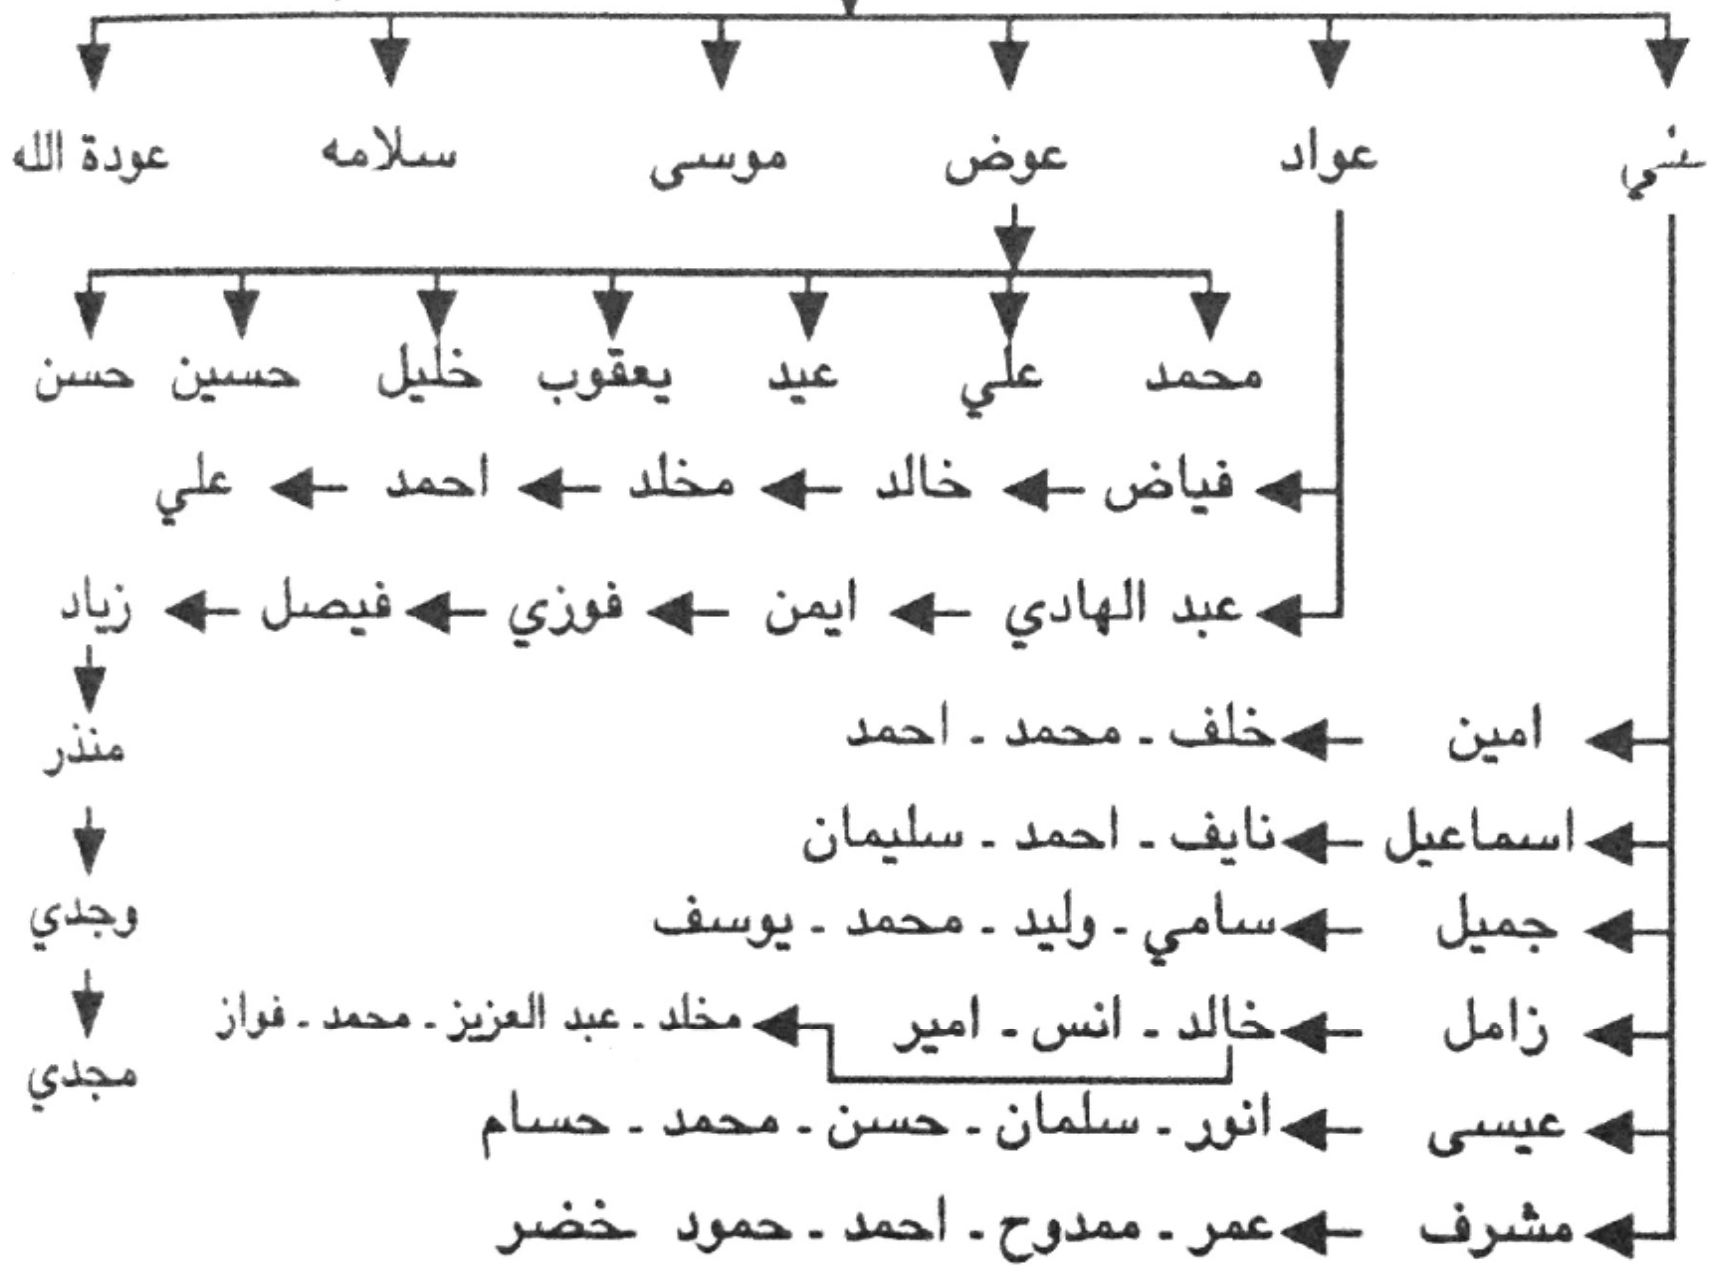 عواد عوض موسى سلامه عودة الله
محمد علي عيد يعقوب خليل حسين حسن
فياض خالد مخلد احمد علي
عبد الهادي ايمن فوزي فيصل زياد
منذر
وجدي
مجدي
امين خلف - محمد - احمد
اسماعيل نايف - احمد - سليمان
جميل سامي - وليد - محمد - يوسف
زامل خالد - انس - امير مخلد - عبد العزيز - محمد - فواز
عيسى انور - سلمان - حسن - محمد - حسام
مشرف عمر - ممدوح - احمد - حمود خضر